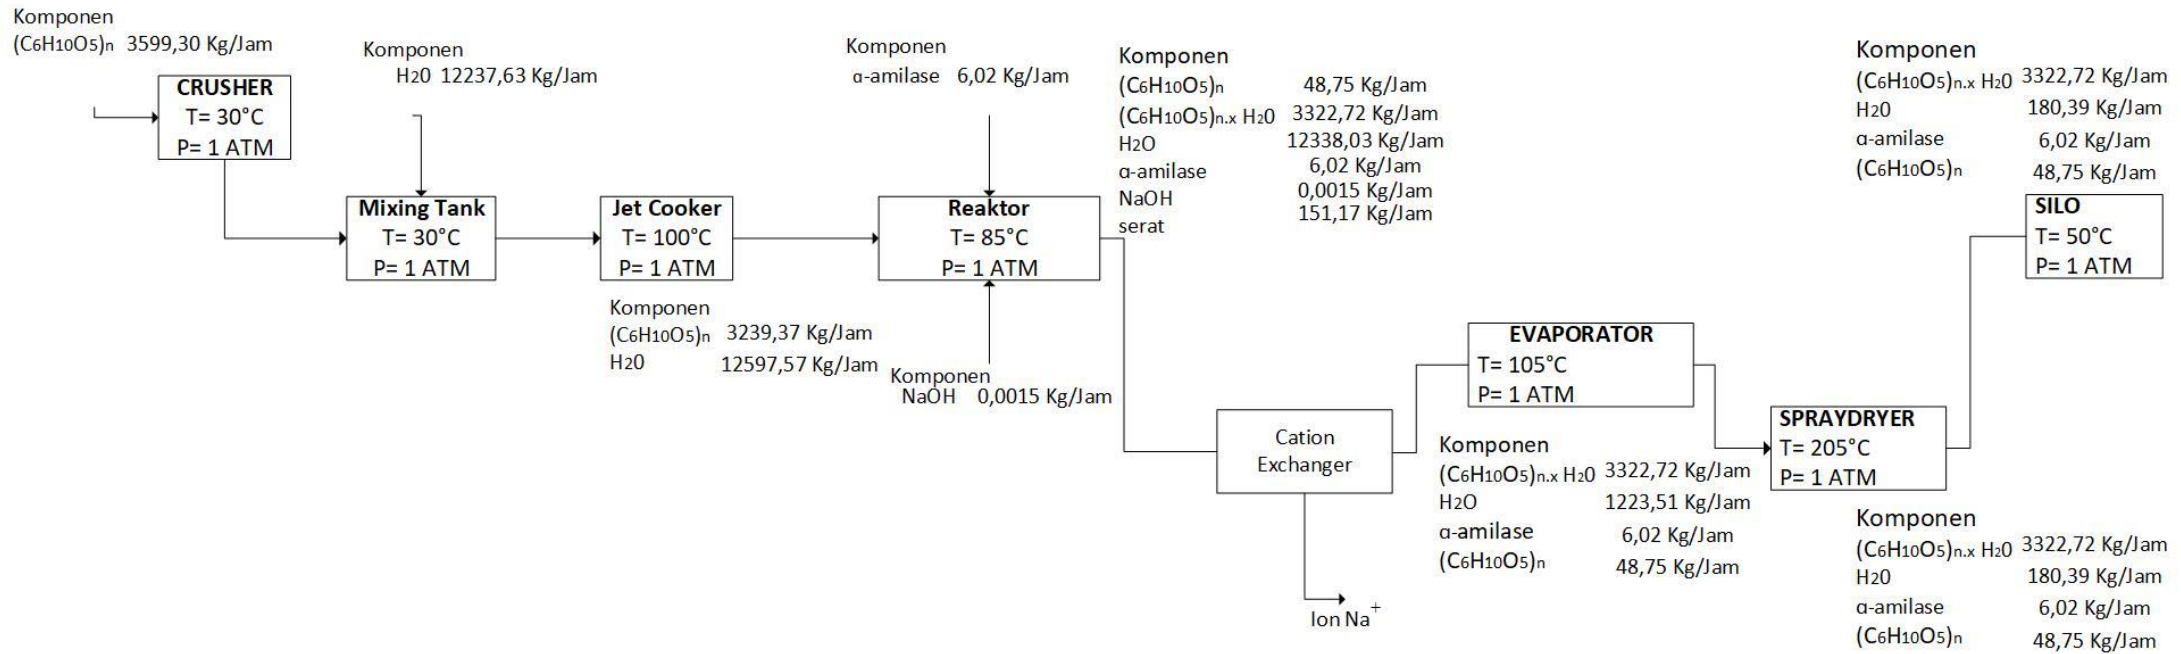 Komponen
(C6H10O5)n 3599,30 Kg/Jam
CRUSHER
T= 30°C
P= 1 ATM
Komponen
H20 12237,63 Kg/Jam
Mixing Tank
T= 30°C
P= 1 ATM
Jet Cooker
T= 100°C
P= 1 ATM
Komponen
(C6H10O5)n 3239,37 Kg/Jam
H20 12597,57 Kg/Jam
Komponen
α-amilase 6,02 Kg/Jam
Reaktor
T= 85°C
P= 1 ATM
Komponen
NaOH 0,0015 Kg/Jam
Komponen
(C6H10O5)n 48,75 Kg/Jam
(C6H10O5)n.x H20 3322,72 Kg/Jam
H2O 12338,03 Kg/Jam
α-amilase 6,02 Kg/Jam
NaOH 0,0015 Kg/Jam
serat 151,17 Kg/Jam
Cation
Exchanger
Ion Na+
EVAPORATOR
T= 105°C
P= 1 ATM
Komponen
(C6H10O5)n.x H20 3322,72 Kg/Jam
H2O 1223,51 Kg/Jam
α-amilase 6,02 Kg/Jam
(C6H10O5)n 48,75 Kg/Jam
SPRAYDRYER
T= 205°C
P= 1 ATM
Komponen
(C6H10O5)n.x H20 3322,72 Kg/Jam
H20 180,39 Kg/Jam
α-amilase 6,02 Kg/Jam
(C6H10O5)n 48,75 Kg/Jam
Komponen
(C6H10O5)n.x H20 3322,72 Kg/Jam
H20 180,39 Kg/Jam
α-amilase 6,02 Kg/Jam
(C6H10O5)n 48,75 Kg/Jam
SILO
T= 50°C
P= 1 ATM